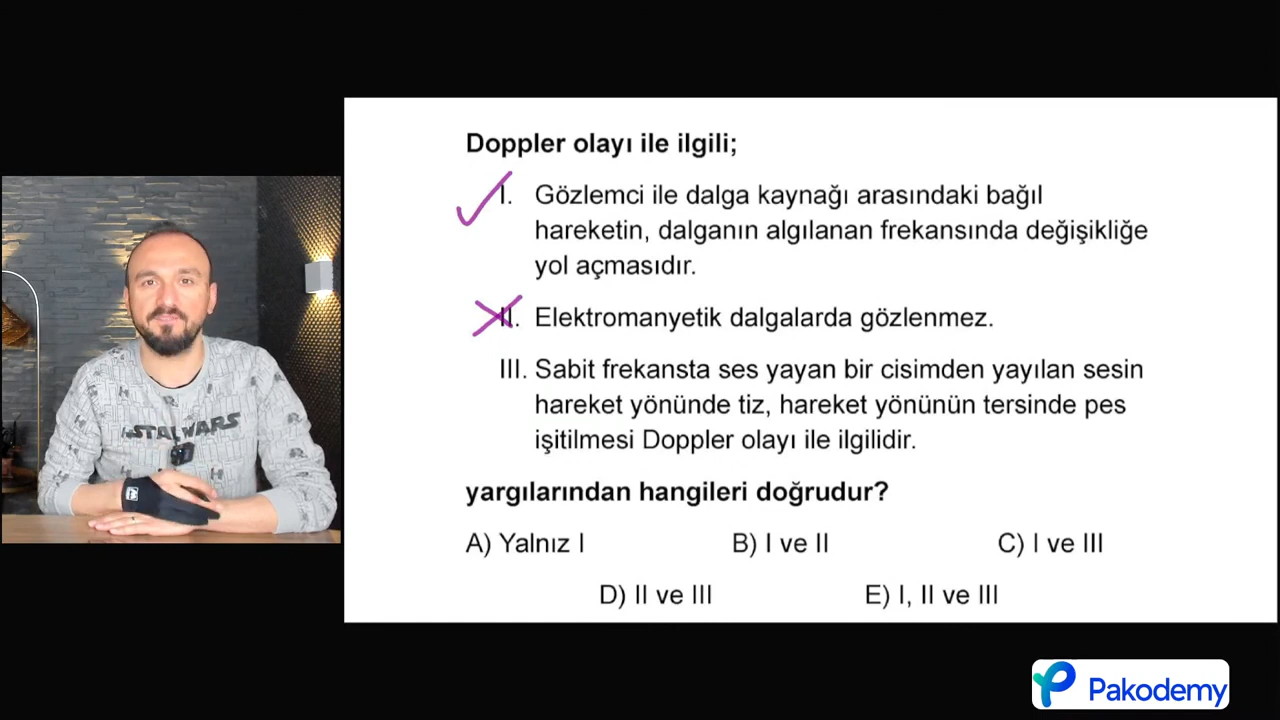 Doppler olayı ile ilgili;
I. Gözlemci ile dalga kaynağı arasındaki bağıl
hareketin, dalganın algılanan frekansında değişikliğe
yol açmasıdır.
II. Elektromanyetik dalgalarda gözlenmez.
III. Sabit frekansta ses yayan bir cisimden yayılan sesin
hareket yönünde tiz, hareket yönünün tersinde pes
işitilmesi Doppler olayı ile ilgilidir.
yargılarından hangileri doğrudur?
A) Yalnız I B) I ve II C) I ve III
D) II ve III E) I, II ve III
STAR WARS
Pakodemy